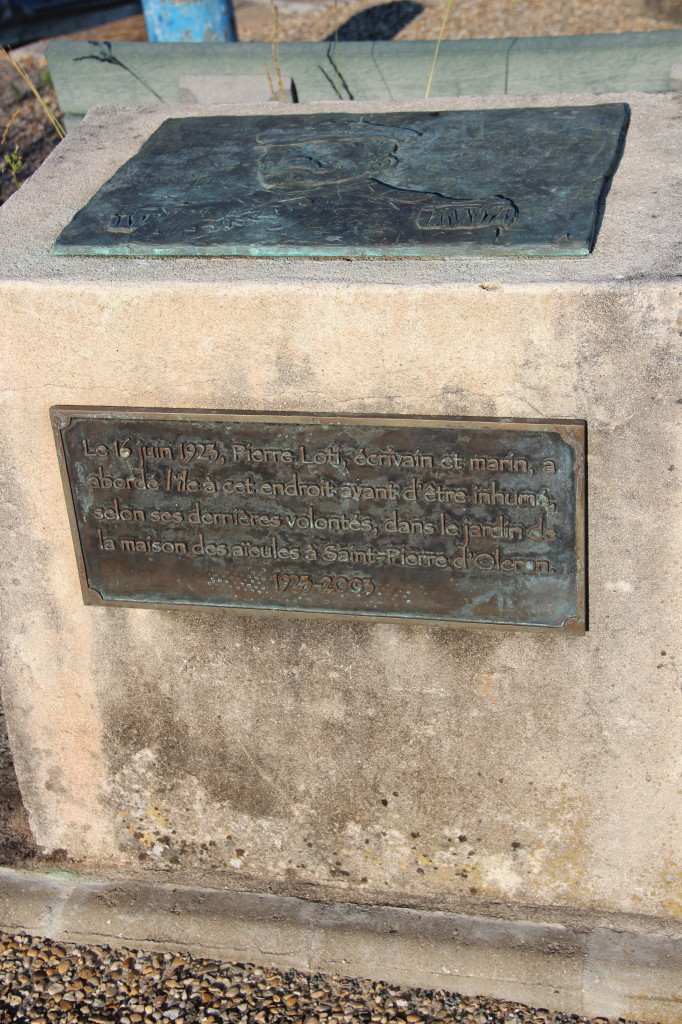 Le 16 juin 1923, Pierre Loti, écrivain et marin, a
abordé l'île à cet endroit avant d'être inhumé,
selon ses dernières volontés, dans le jardin de
la maison des aïeules à Saint-Pierre d'Oleron.
1923-2003